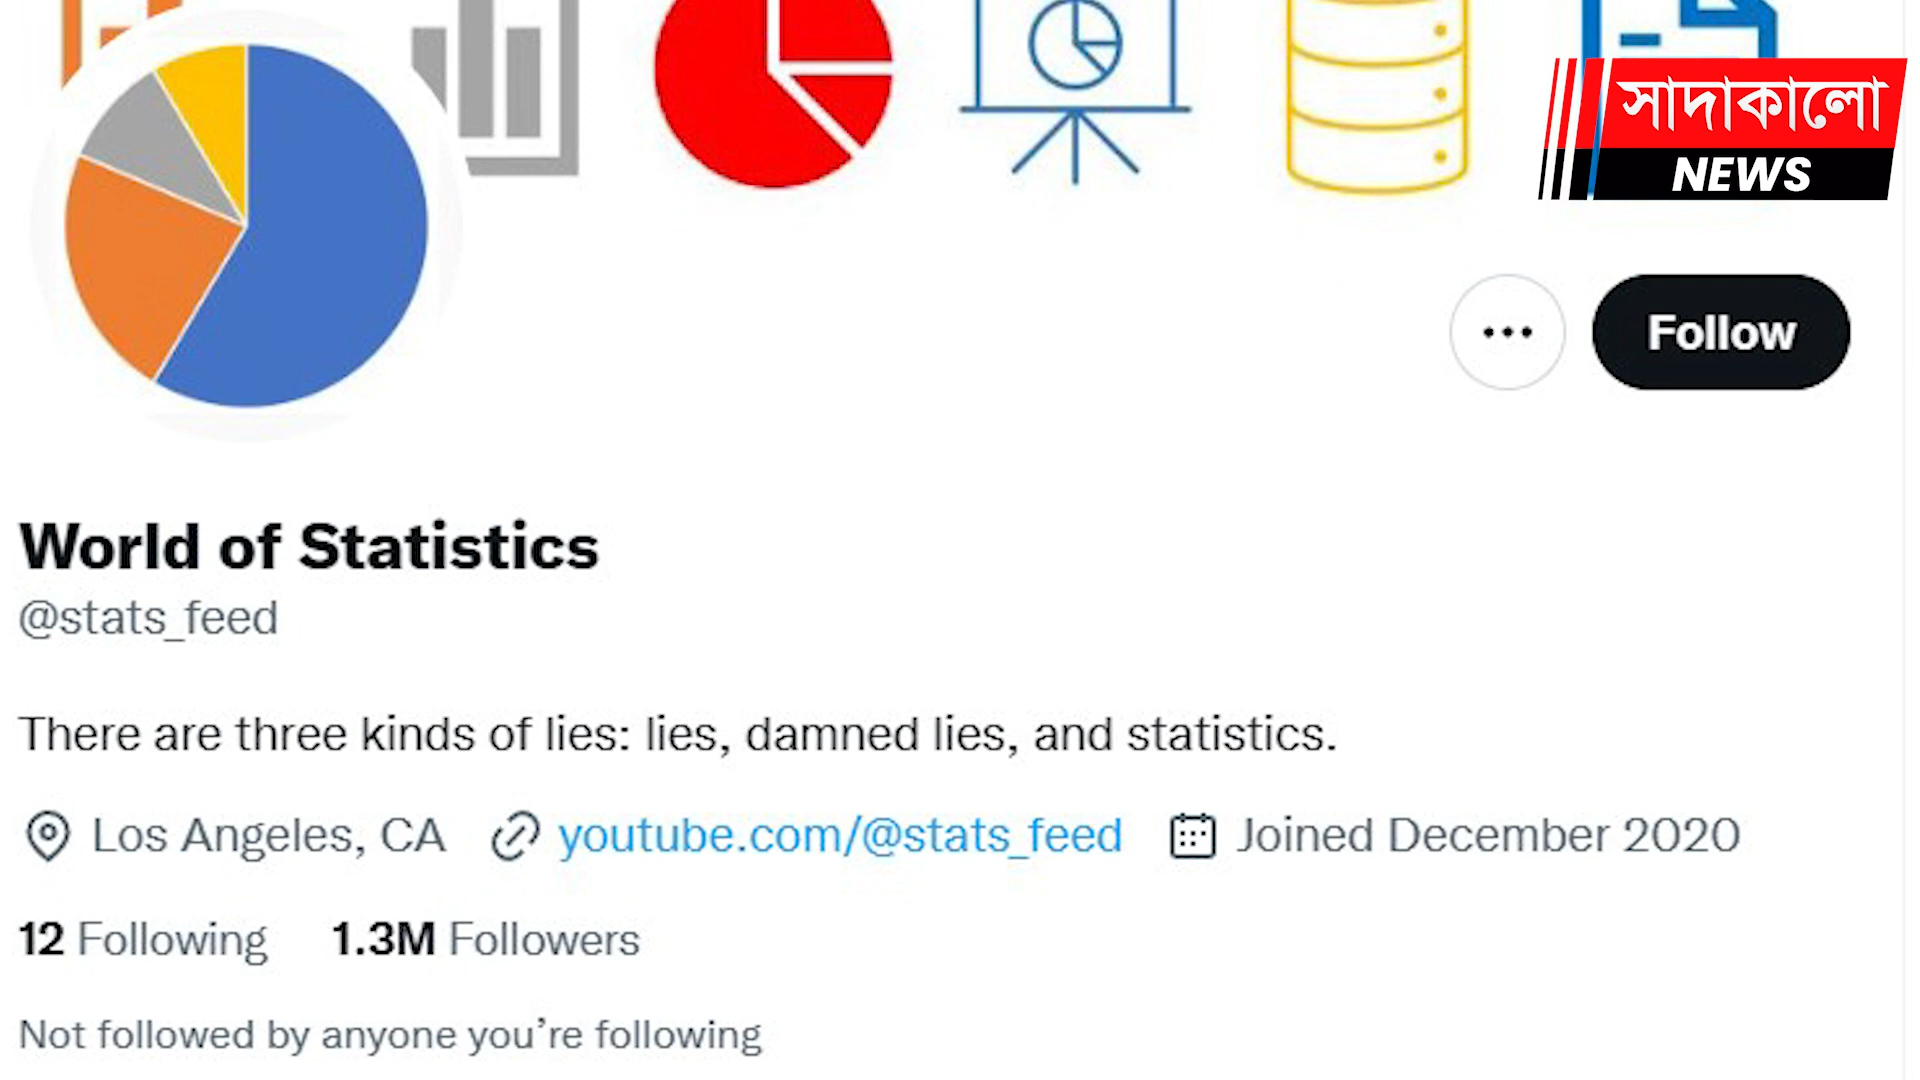 সাদাকালো
NEWS
Follow
World of Statistics
@stats_feed
There are three kinds of lies: lies, damned lies, and statistics.
Los Angeles, CA youtube.com/@stats_feed Joined December 2020
12 Following 1.3M Followers
Not followed by anyone you’re following